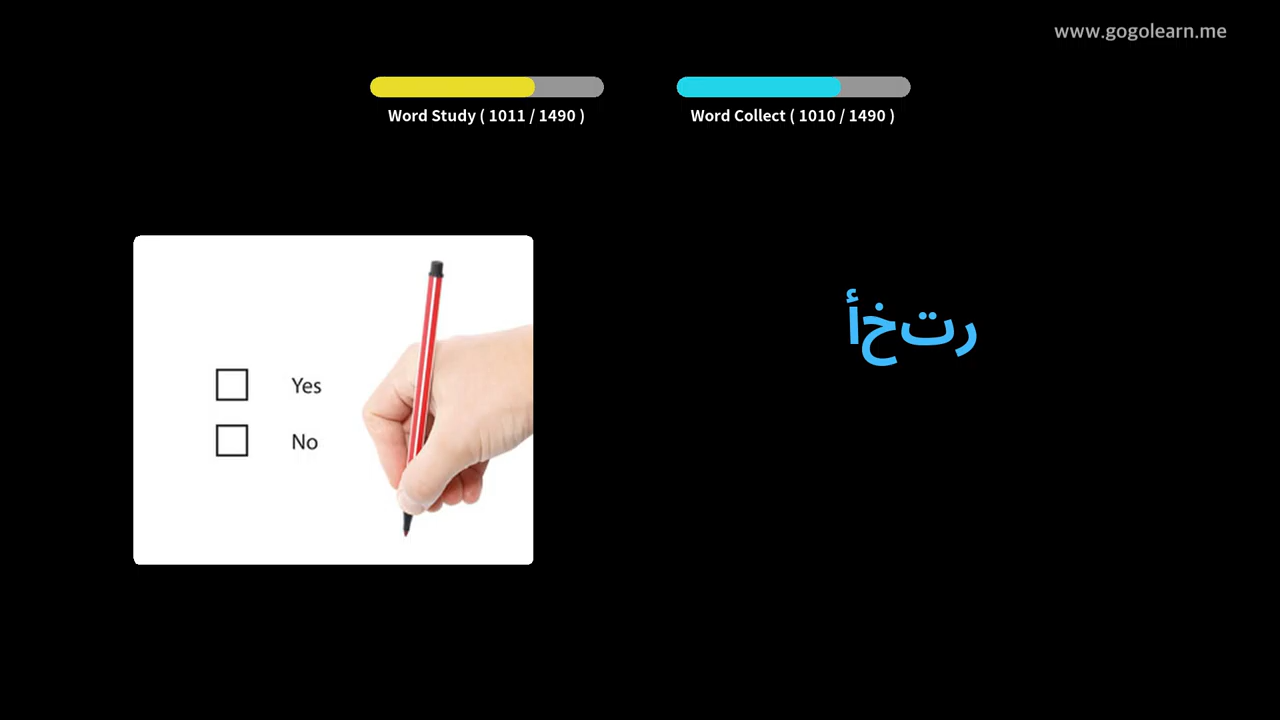 www.gogolearn.me
Word Study ( 1011 / 1490 )
Word Collect ( 1010 / 1490 )
رتخأ
Yes
No